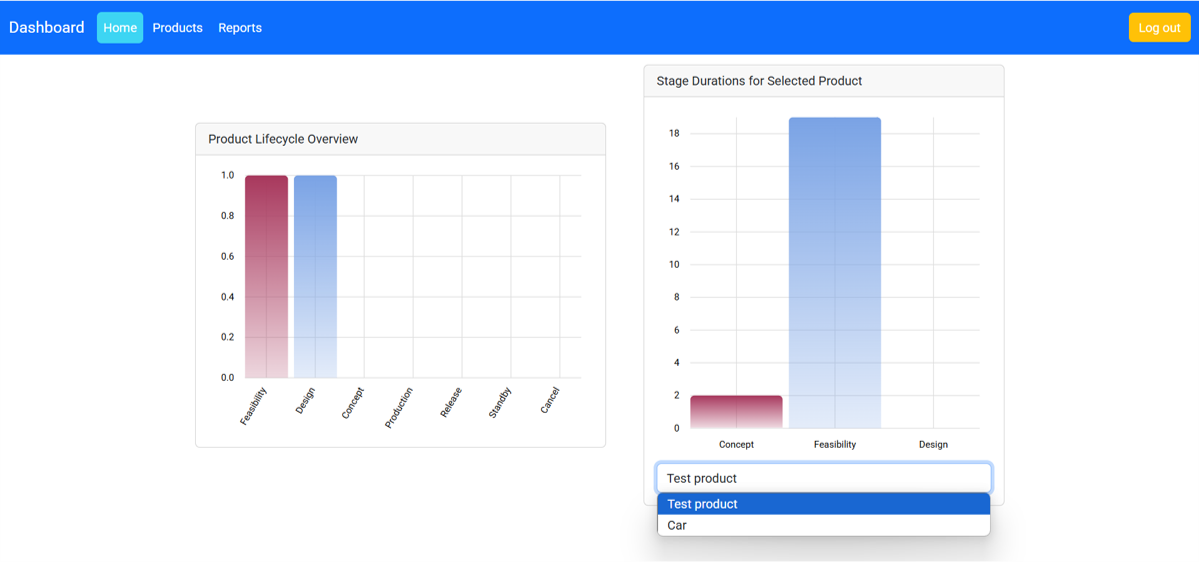 Dashboard Home Products Reports Log out
Product Lifecycle Overview
1.0
0.8
0.6
0.4
0.2
0.0
Feasibility Design Concept Production Release Standby Cancel
Stage Durations for Selected Product
18
16
14
12
10
8
6
4
2
0
Concept Feasibility Design
Test product
Test product
Car